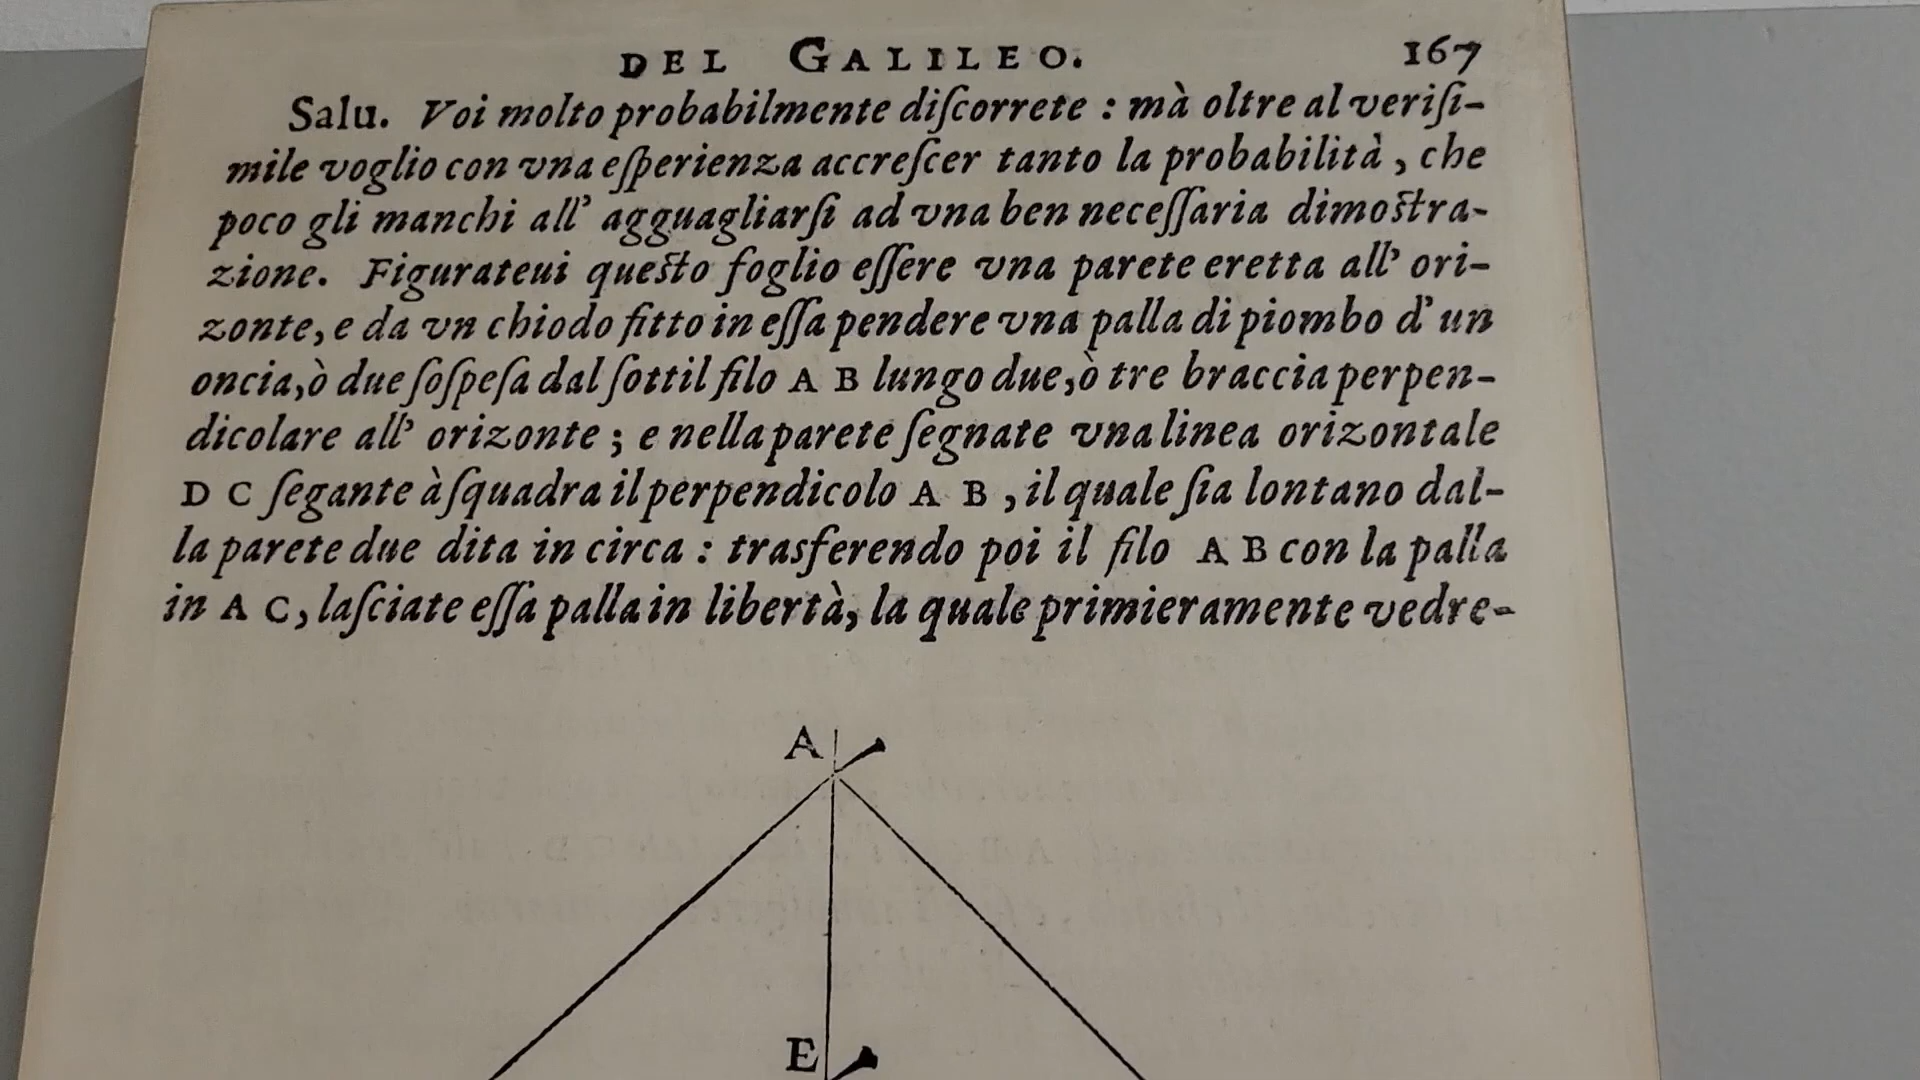 DEL GALILEO. 167
Salu. Voi molto probabilmente diſcorrete : mà oltre al veriſi-
mile voglio con vna eſperienza accreſcer tanto la probabilità , che
poco gli manchi all' agguagliarſi ad vna ben neceſſaria dimoſtra-
zione. Figurateui queſto foglio eſſere vna parete eretta all' ori-
zonte, e da vn chiodo fitto in eſſa pendere vna palla di piombo d'un
oncia, ò due ſoſpeſa dal ſottil filo A B lungo due, ò tre braccia perpen-
dicolare all' orizonte ; e nella parete ſegnate vna linea orizontale
D C ſegante à ſquadra il perpendicolo A B , il quale ſia lontano dal-
la parete due dita in circa : trasferendo poi il filo A B con la palla
in A C, laſciate eſſa palla in libertà, la quale primieramente vedre-
A
E